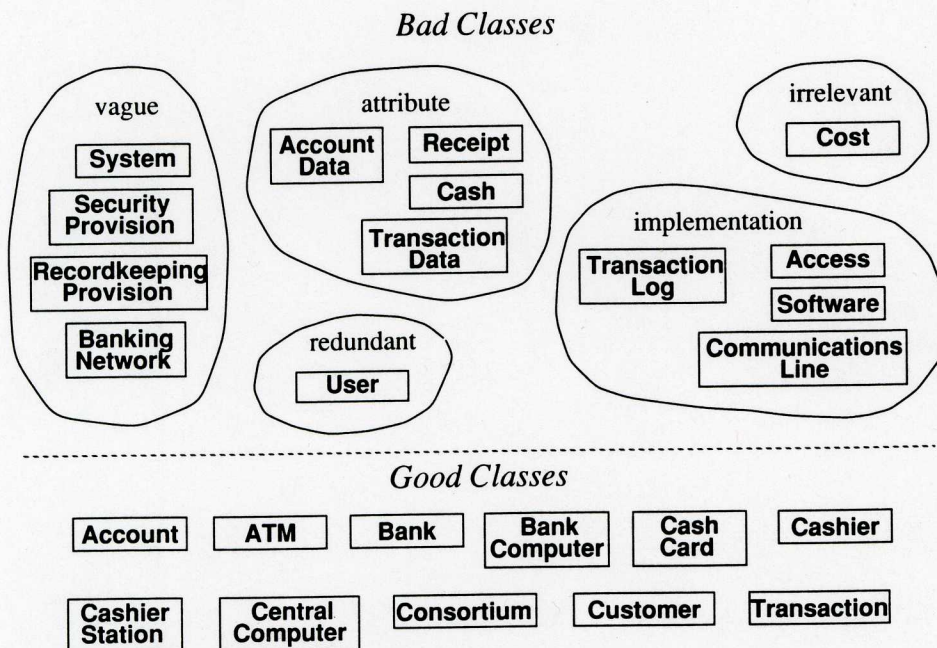 Bad Classes
vague
System
Security
Provision
Recordkeeping
Provision
Banking
Network
attribute
Account
Data
Receipt
Cash
Transaction
Data
redundant
User
irrelevant
Cost
implementation
Transaction
Log
Access
Software
Communications
Line
Good Classes
Account
ATM
Bank
Bank
Computer
Cash
Card
Cashier
Cashier
Station
Central
Computer
Consortium
Customer
Transaction